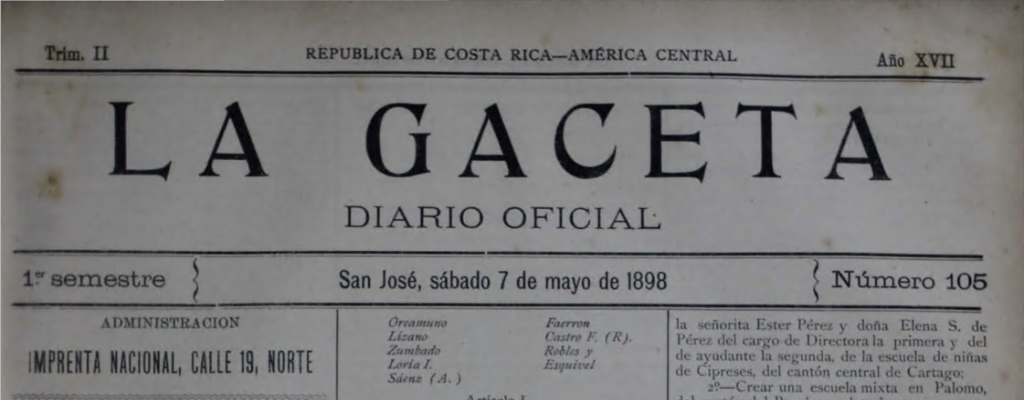 Trim. II REPUBLICA DE COSTA RICA—AMÉRICA CENTRAL Año XVII
LA GACETA
DIARIO OFICIAL
1.er semestre San José, sábado 7 de mayo de 1898 Número 105
ADMINISTRACION
IMPRENTA NACIONAL, CALLE 19, NORTE
Oreamuno Faerron
Lizano Castro F. (R).
Zumbado Robles y
Loría I. Esquivel
Sáenz (A.)
Artículo I
la señorita Ester Pérez y doña Elena S. de
Pérez del cargo de Directora la primera y del
de ayudante la segunda, de la escuela de niñas
de Cipreses, del cantón central de Cartago;
2º—Crear una escuela mixta en Palomo,